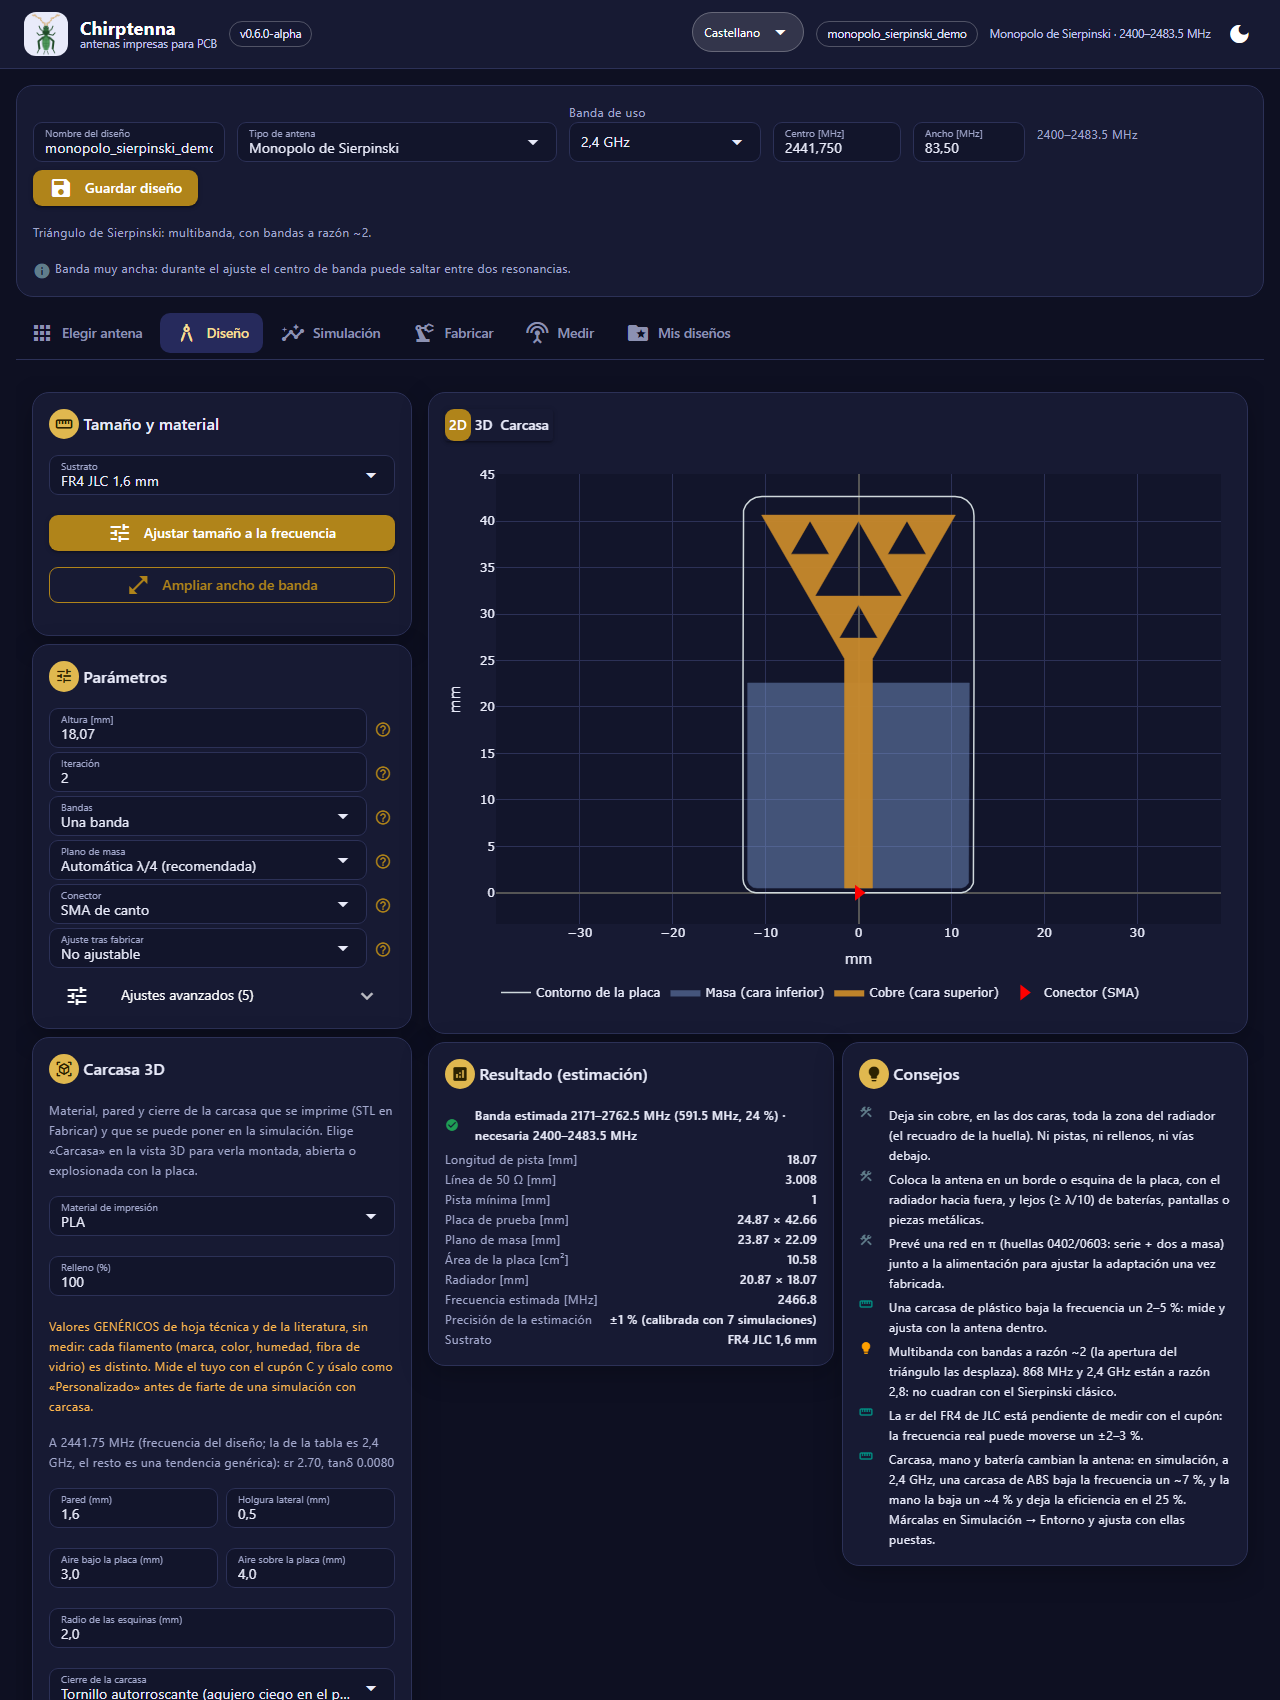 Chirptenna
antenas impresas para PCB
v0.6.0-alpha
Castellano
monopolo_sierpinski_demo
Monopolo de Sierpinski · 2400–2483.5 MHz
Nombre del diseño
monopolo_sierpinski_demo
Tipo de antena
Monopolo de Sierpinski
Banda de uso
2,4 GHz
Centro [MHz]
2441,750
Ancho [MHz]
83,50
2400–2483.5 MHz
Guardar diseño
Triángulo de Sierpinski: multibanda, con bandas a razón ~2.
Banda muy ancha: durante el ajuste el centro de banda puede saltar entre dos resonancias.
Elegir antena
Diseño
Simulación
Fabricar
Medir
Mis diseños
Tamaño y material
Sustrato
FR4 JLC 1,6 mm
Ajustar tamaño a la frecuencia
Ampliar ancho de banda
Parámetros
Altura [mm]
18,07
Iteración
2
Bandas
Una banda
Plano de masa
Automática λ/4 (recomendada)
Conector
SMA de canto
Ajuste tras fabricar
No ajustable
Ajustes avanzados (5)
Carcasa 3D
Material, pared y cierre de la carcasa que se imprime (STL en
Fabricar) y que se puede poner en la simulación. Elige
«Carcasa» en la vista 3D para verla montada, abierta o
explosionada con la placa.
Material de impresión
PLA
Relleno (%)
100
Valores GENÉRICOS de hoja técnica y de la literatura, sin
medir: cada filamento (marca, color, humedad, fibra de
vidrio) es distinto. Mide el tuyo con el cupón C y úsalo como
«Personalizado» antes de fiarte de una simulación con
carcasa.
A 2441.75 MHz (frecuencia del diseño; la de la tabla es 2,4
GHz, el resto es una tendencia genérica): εr 2.70, tanδ 0.0080
Pared (mm)
1,6
Holgura lateral (mm)
0,5
Aire bajo la placa (mm)
3,0
Aire sobre la placa (mm)
4,0
Radio de las esquinas (mm)
2,0
Cierre de la carcasa
Tornillo autorroscante (agujero ciego en el p...
2D 3D Carcasa
45
40
35
30
25
20
15
10
5
0
mm
−30 −20 −10 0 10 20 30
mm
Contorno de la placa
Masa (cara inferior)
Cobre (cara superior)
Conector (SMA)
Resultado (estimación)
Banda estimada 2171–2762.5 MHz (591.5 MHz, 24 %) ·
necesaria 2400–2483.5 MHz
Longitud de pista [mm] 18.07
Línea de 50 Ω [mm] 3.008
Pista mínima [mm] 1
Placa de prueba [mm] 24.87 × 42.66
Plano de masa [mm] 23.87 × 22.09
Área de la placa [cm²] 10.58
Radiador [mm] 20.87 × 18.07
Frecuencia estimada [MHz] 2466.8
Precisión de la estimación ±1 % (calibrada con 7 simulaciones)
Sustrato FR4 JLC 1,6 mm
Consejos
Deja sin cobre, en las dos caras, toda la zona del radiador
(el recuadro de la huella). Ni pistas, ni rellenos, ni vías
debajo.
Coloca la antena en un borde o esquina de la placa, con el
radiador hacia fuera, y lejos (≥ λ/10) de baterías, pantallas o
piezas metálicas.
Prevé una red en π (huellas 0402/0603: serie + dos a masa)
junto a la alimentación para ajustar la adaptación una vez
fabricada.
Una carcasa de plástico baja la frecuencia un 2–5 %: mide y
ajusta con la antena dentro.
Multibanda con bandas a razón ~2 (la apertura del
triángulo las desplaza). 868 MHz y 2,4 GHz están a razón
2,8: no cuadran con el Sierpinski clásico.
La εr del FR4 de JLC está pendiente de medir con el cupón:
la frecuencia real puede moverse un ±2–3 %.
Carcasa, mano y batería cambian la antena: en simulación, a
2,4 GHz, una carcasa de ABS baja la frecuencia un ~7 %, y la
mano la baja un ~4 % y deja la eficiencia en el 25 %.
Márcalas en Simulación → Entorno y ajusta con ellas
puestas.